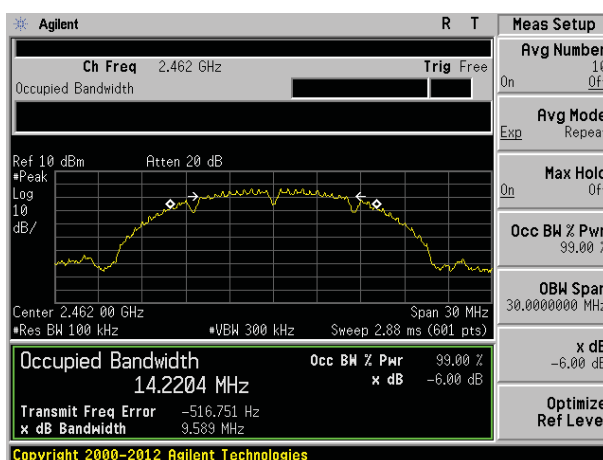 Agilent R T Meas Setup
Ch Freq 2.462 GHz Trig Free
Occupied Bandwidth
Ref 10 dBm Atten 20 dB
#Peak
Log
10
dB/
Center 2.462 00 GHz Span 30 MHz
#Res BW 100 kHz #VBW 300 kHz Sweep 2.88 ms (601 pts)
Occupied Bandwidth Occ BW % Pwr 99.00 %
14.2204 MHz x dB -6.00 dB
Transmit Freq Error -516.751 Hz
x dB Bandwidth 9.589 MHz
Copyright 2000-2012 Agilent Technologies
Avg Number
10
On Of
Avg Mode
Exp Repea
Max Hold
On Of
Occ BW % Pwr
99.00 %
OBW Span
30.0000000 MHz
x dB
-6.00 dB
Optimize
Ref Leve